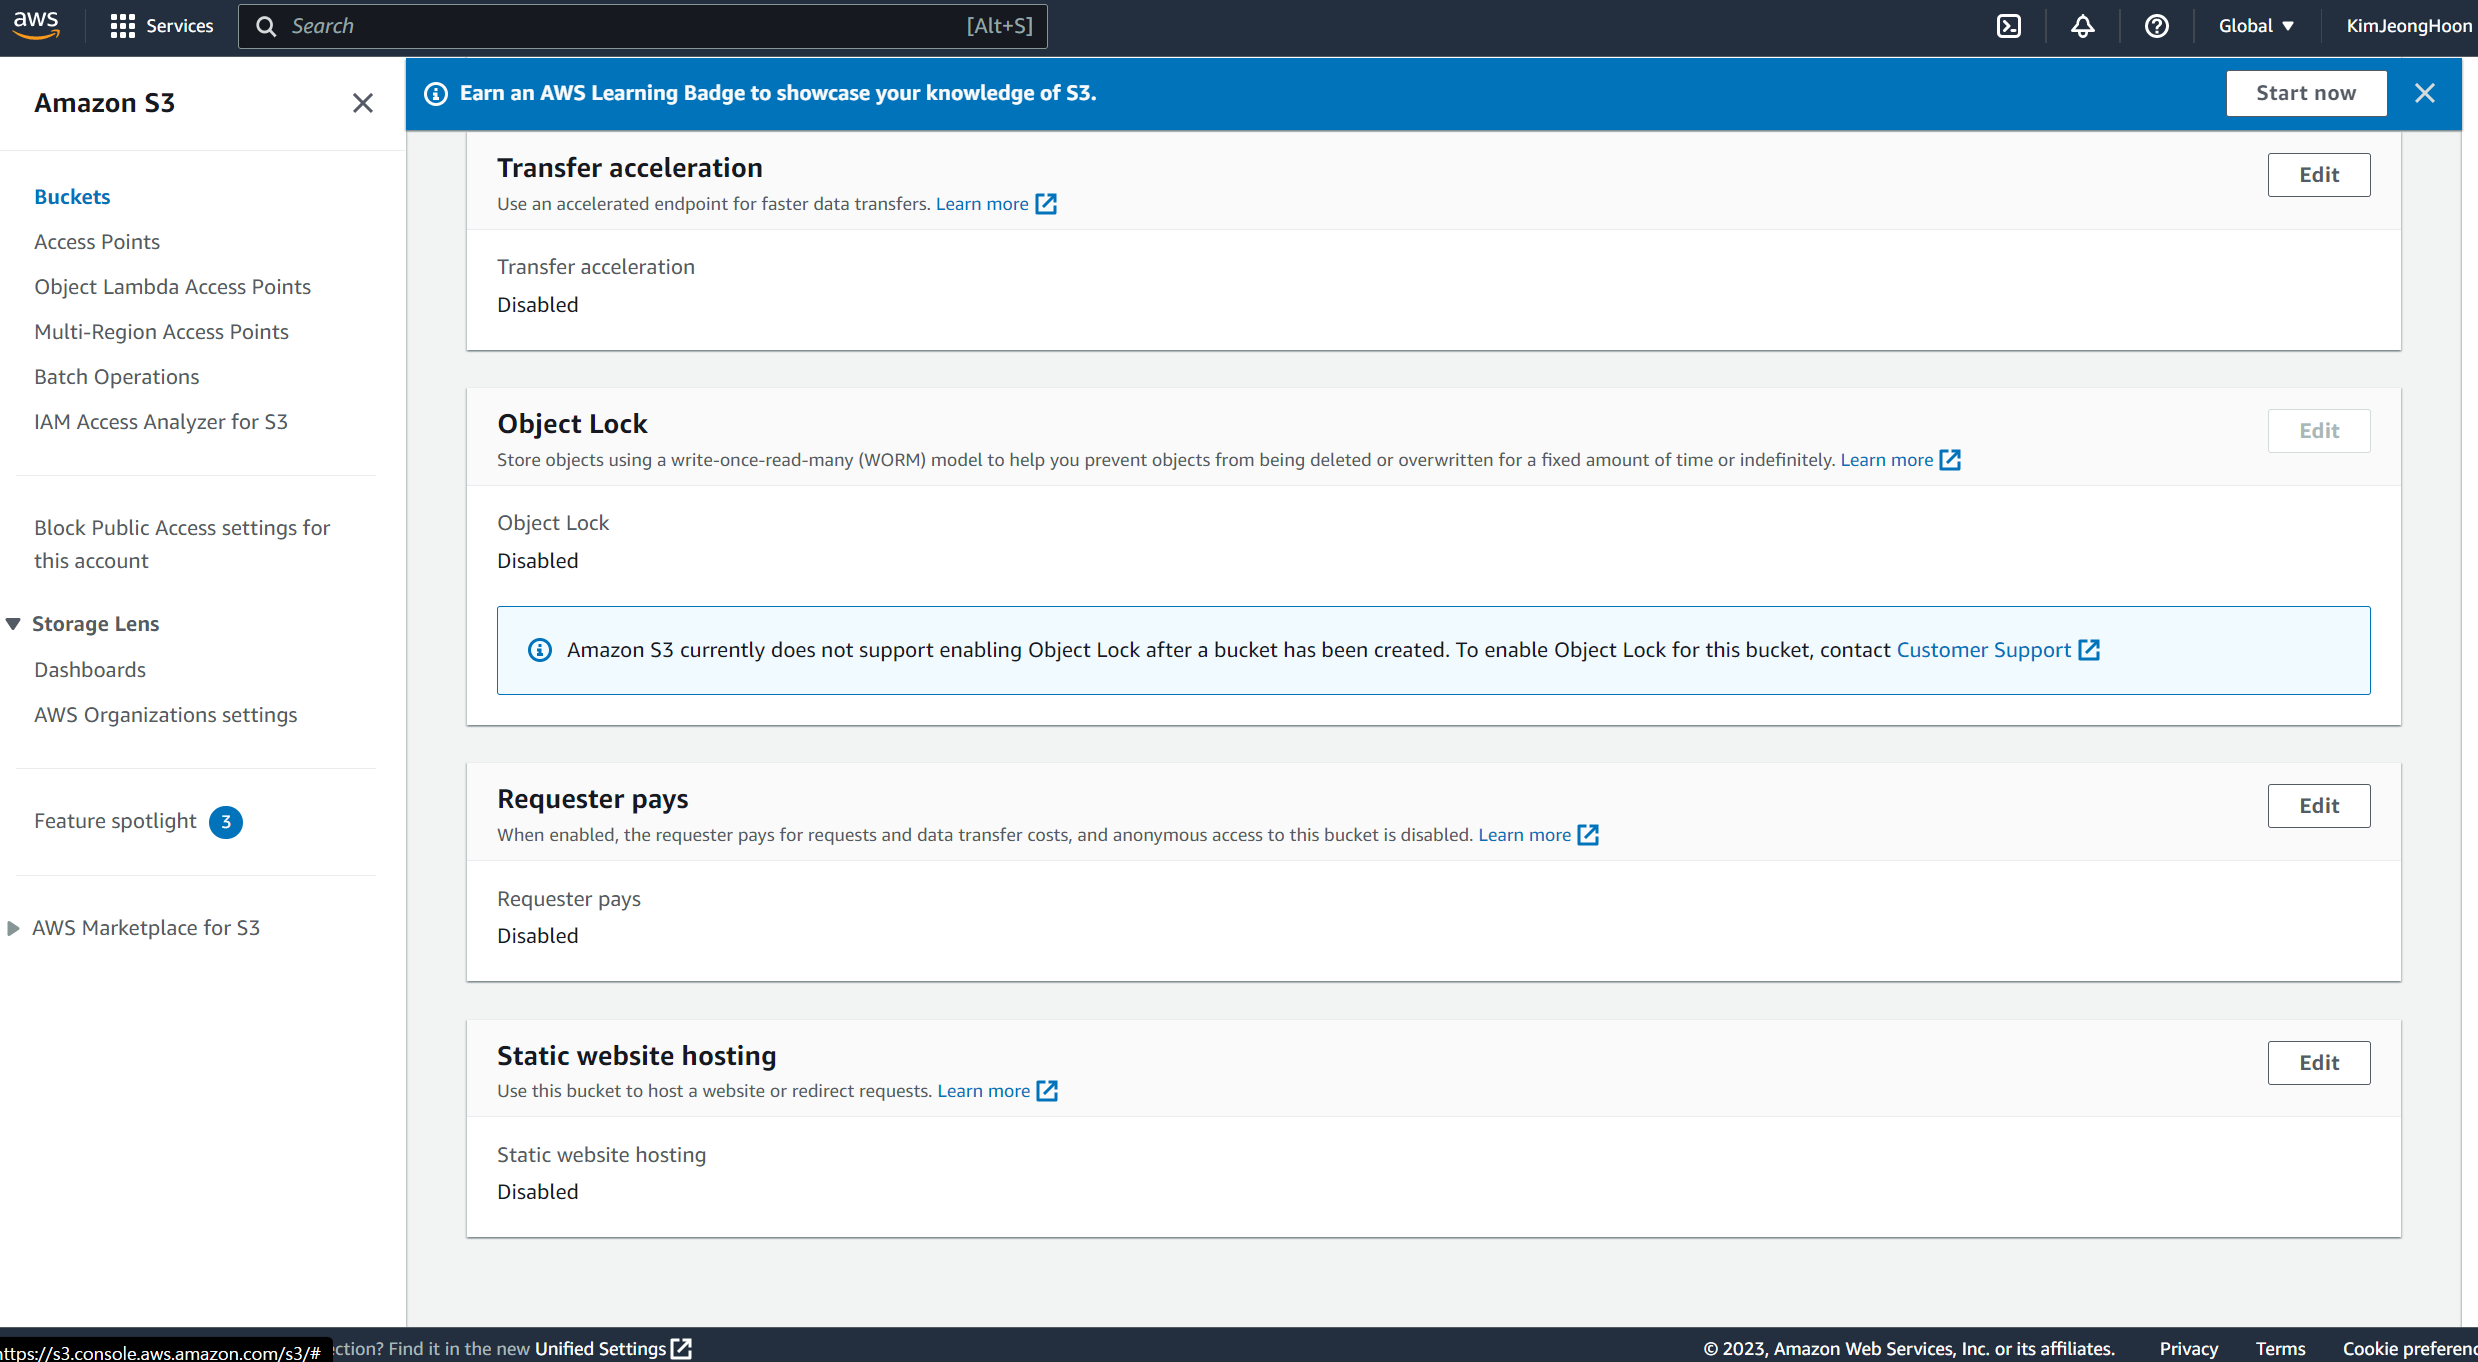 aws
Services
Search
[Alt+S]
Global
KimJeongHoon
Amazon S3
Earn an AWS Learning Badge to showcase your knowledge of S3.
Start now
Buckets
Access Points
Object Lambda Access Points
Multi-Region Access Points
Batch Operations
IAM Access Analyzer for S3
Block Public Access settings for
this account
Storage Lens
Dashboards
AWS Organizations settings
Feature spotlight 3
AWS Marketplace for S3
Transfer acceleration
Edit
Use an accelerated endpoint for faster data transfers. Learn more
Transfer acceleration
Disabled
Object Lock
Edit
Store objects using a write-once-read-many (WORM) model to help you prevent objects from being deleted or overwritten for a fixed amount of time or indefinitely. Learn more
Object Lock
Disabled
Amazon S3 currently does not support enabling Object Lock after a bucket has been created. To enable Object Lock for this bucket, contact Customer Support
Requester pays
Edit
When enabled, the requester pays for requests and data transfer costs, and anonymous access to this bucket is disabled. Learn more
Requester pays
Disabled
Static website hosting
Edit
Use this bucket to host a website or redirect requests. Learn more
Static website hosting
Disabled
ttps://s3.console.aws.amazon.com/s3/#
ction? Find it in the new Unified Settings
© 2023, Amazon Web Services, Inc. or its affiliates.
Privacy
Terms
Cookie preferenc